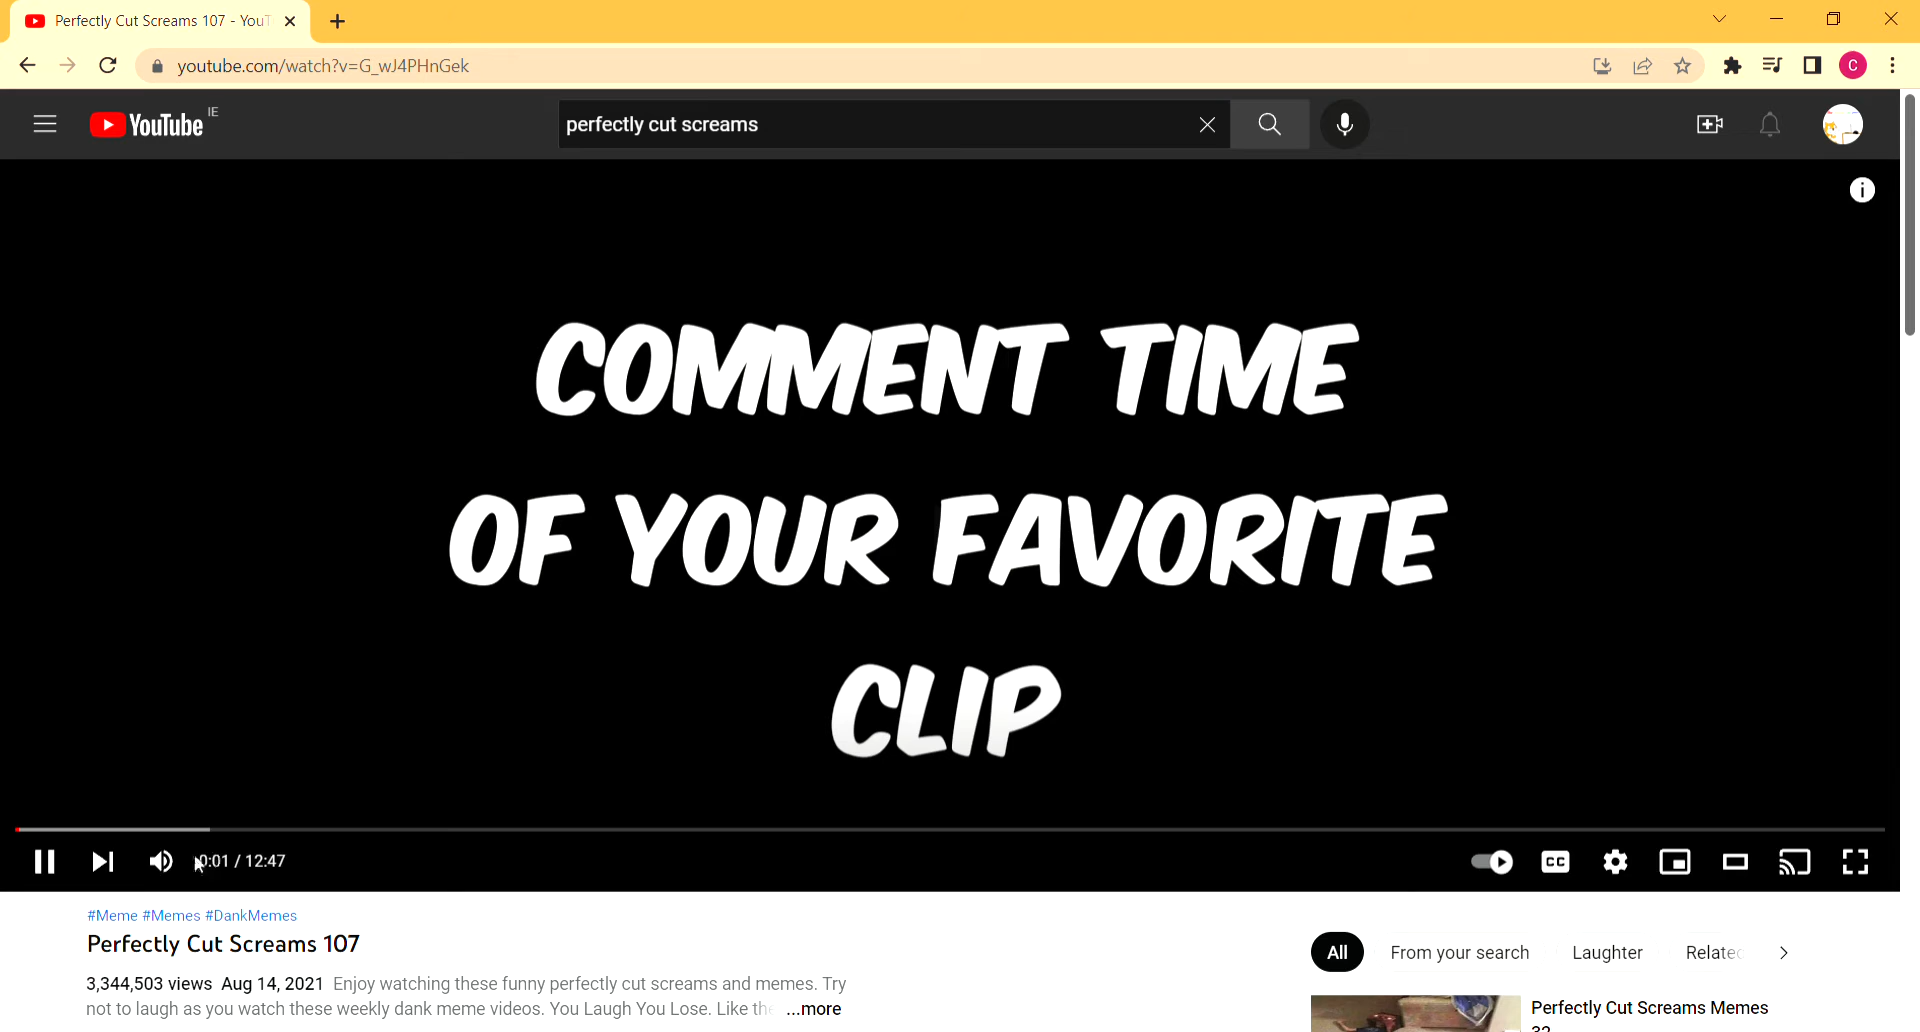 Perfectly Cut Screams 107 - YouT
youtube.com/watch?v=G_wJ4PHnGek
C
YouTube IE
perfectly cut screams
COMMENT TIME
OF YOUR FAVORITE
CLIP
0:01 / 12:47
CC
#Meme #Memes #DankMemes
Perfectly Cut Screams 107
3,344,503 views Aug 14, 2021 Enjoy watching these funny perfectly cut screams and memes. Try
not to laugh as you watch these weekly dank meme videos. You Laugh You Lose. Like the ...more
All From your search Laughter Related
Perfectly Cut Screams Memes
32